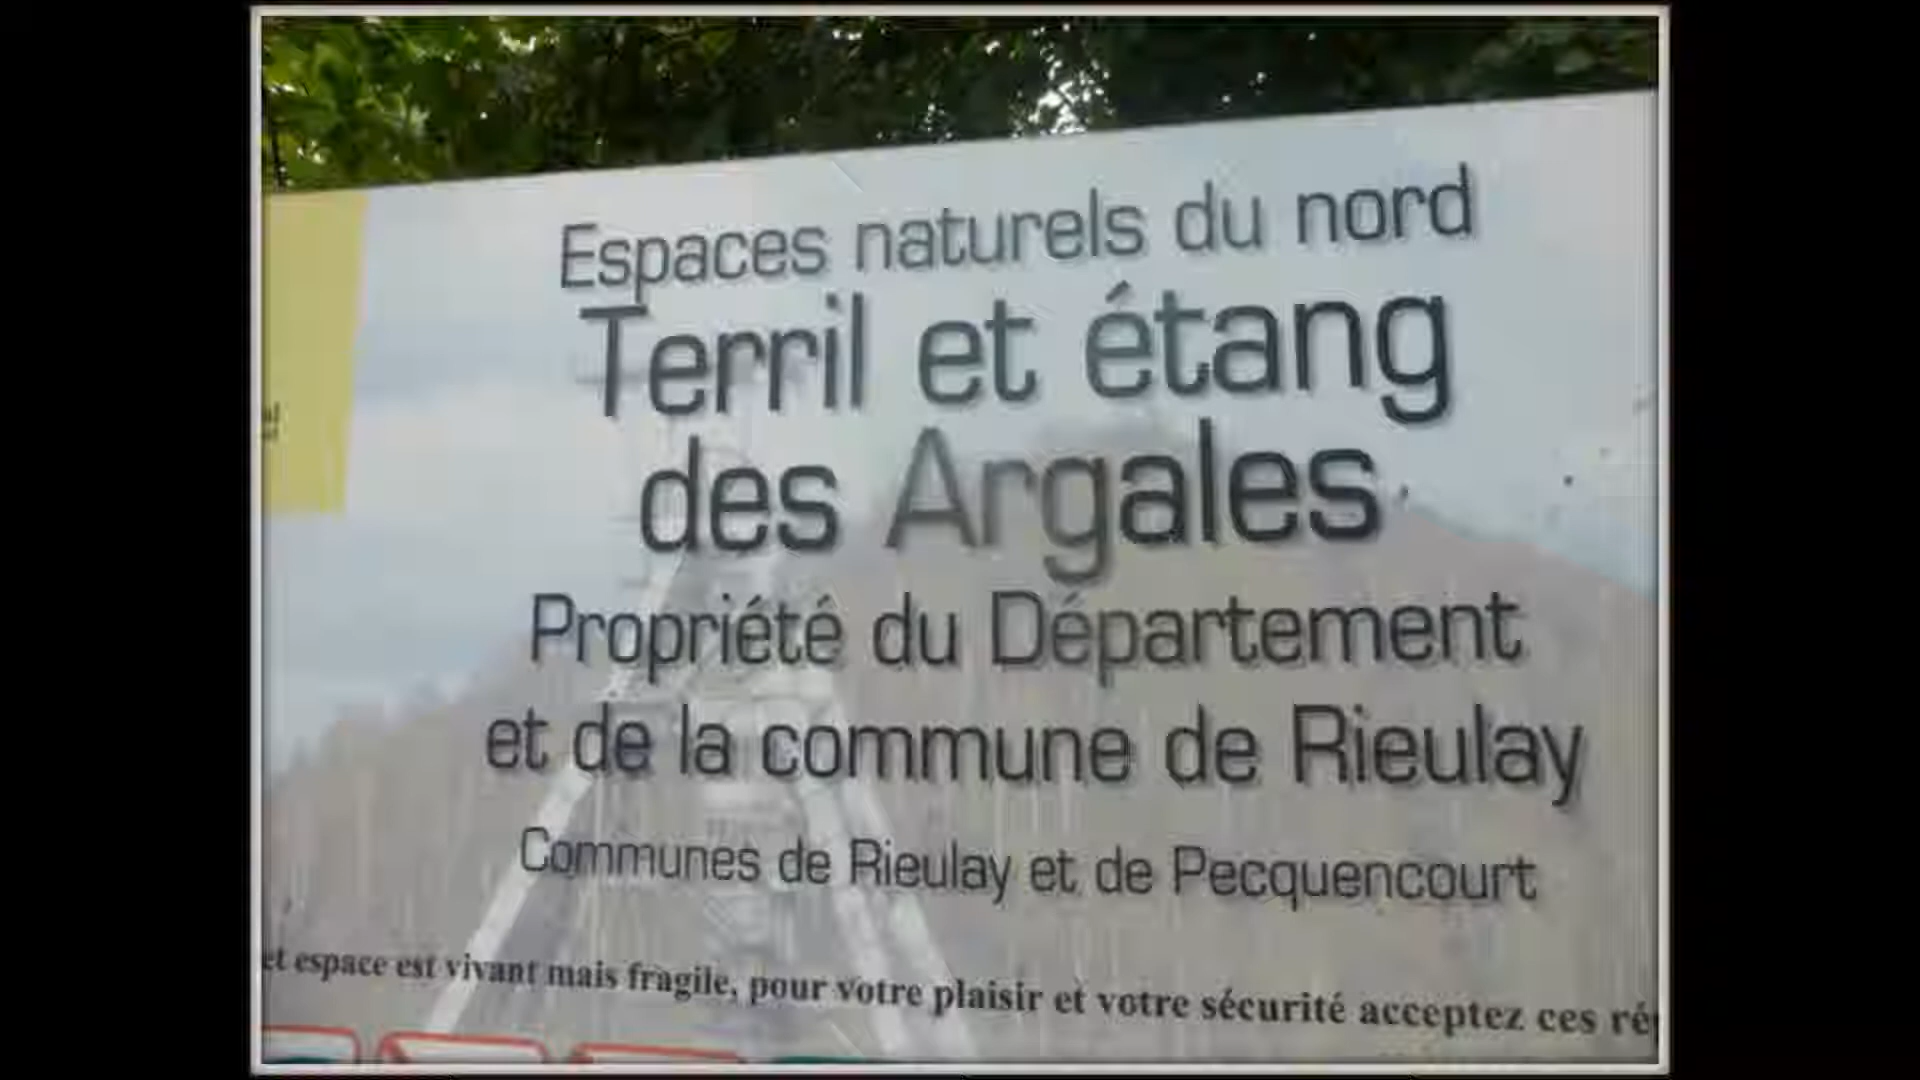 Espaces naturels du nord
Terril et étang
des Argales
Propriété du Département
et de la commune de Rieulay
Communes de Rieulay et de Pecquencourt
et espace est vivant mais fragile, pour votre plaisir et votre sécurité acceptez ces